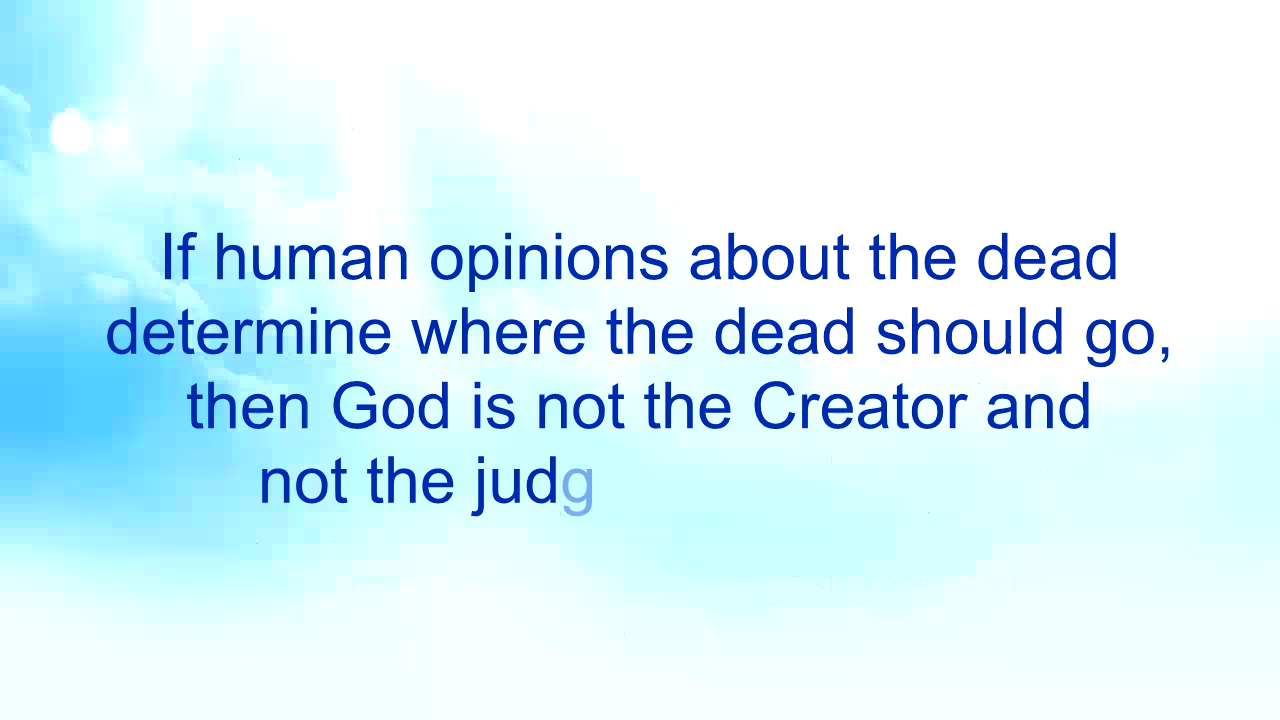 If human opinions about the dead
determine where the dead should go,
then God is not the Creator and
not the judg